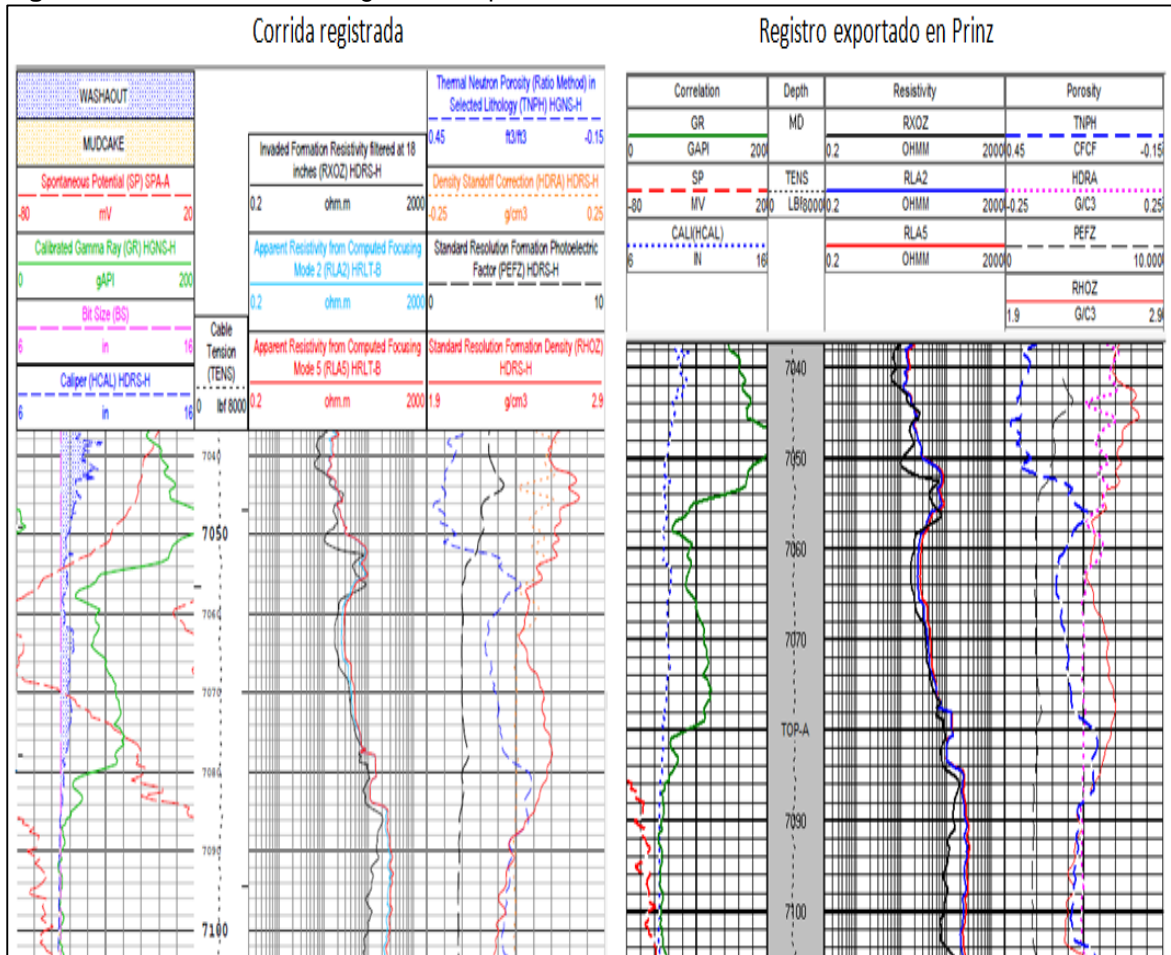 Corrida registrada
Registro exportado en Prinz
WASHAOUT
MUDCAKE
Spontaneous Potential (SP) SPA-A
-80 mV 20
Calibrated Gamma Ray (GR) HGNS-H
0 gAPI 200
Bit Size (BS)
6 in 16
Caliper (HCAL) HDRS-H
6 in 16
Cable
Tension
(TENS)
0 lbf 8000
Invaded Formation Resistivity filtered at 18
inches (RXOZ) HDRS-H
0.2 ohm.m 2000
Apparent Resistivity from Computed Focusing
Mode 2 (RLA2) HRLT-B
0.2 ohm.m 2000
Apparent Resistivity from Computed Focusing
Mode 5 (RLA5) HRLT-B
0.2 ohm.m 2000
Thermal Neutron Porosity (Ratio Method) in
Selected Lithology (TNPH) HGNS-H
0.45 ft3/ft3 -0.15
Density Standoff Correction (HDRA) HDRS-H
-0.25 g/cm3 0.25
Standard Resolution Formation Photoelectric
Factor (PEFZ) HDRS-H
0 10
Standard Resolution Formation Density (RHOZ)
HDRS-H
1.9 g/cm3 2.9
7040
7050
7060
7070
7080
7090
7100
Correlation Depth Resistivity Porosity
GR MD RXOZ TNPH
0 GAPI 200 0.2 OHMM 2000 0.45 CFCF -0.15
SP TENS RLA2 HDRA
-80 MV 20 0 LBF 8000 0.2 OHMM 2000 -0.25 G/C3 0.25
CALI(HCAL) RLA5 PEFZ
6 IN 16 0.2 OHMM 2000 0 10.000
RHOZ
1.9 G/C3 2.9
7040
7050
7060
7070
TOP-A
7090
7100